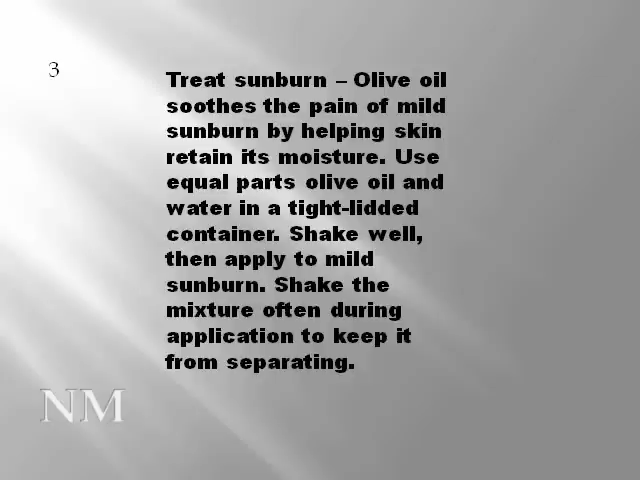 3
Treat sunburn – Olive oil
soothes the pain of mild
sunburn by helping skin
retain its moisture. Use
equal parts olive oil and
water in a tight-lidded
container. Shake well,
then apply to mild
sunburn. Shake the
mixture often during
application to keep it
from separating.
NM